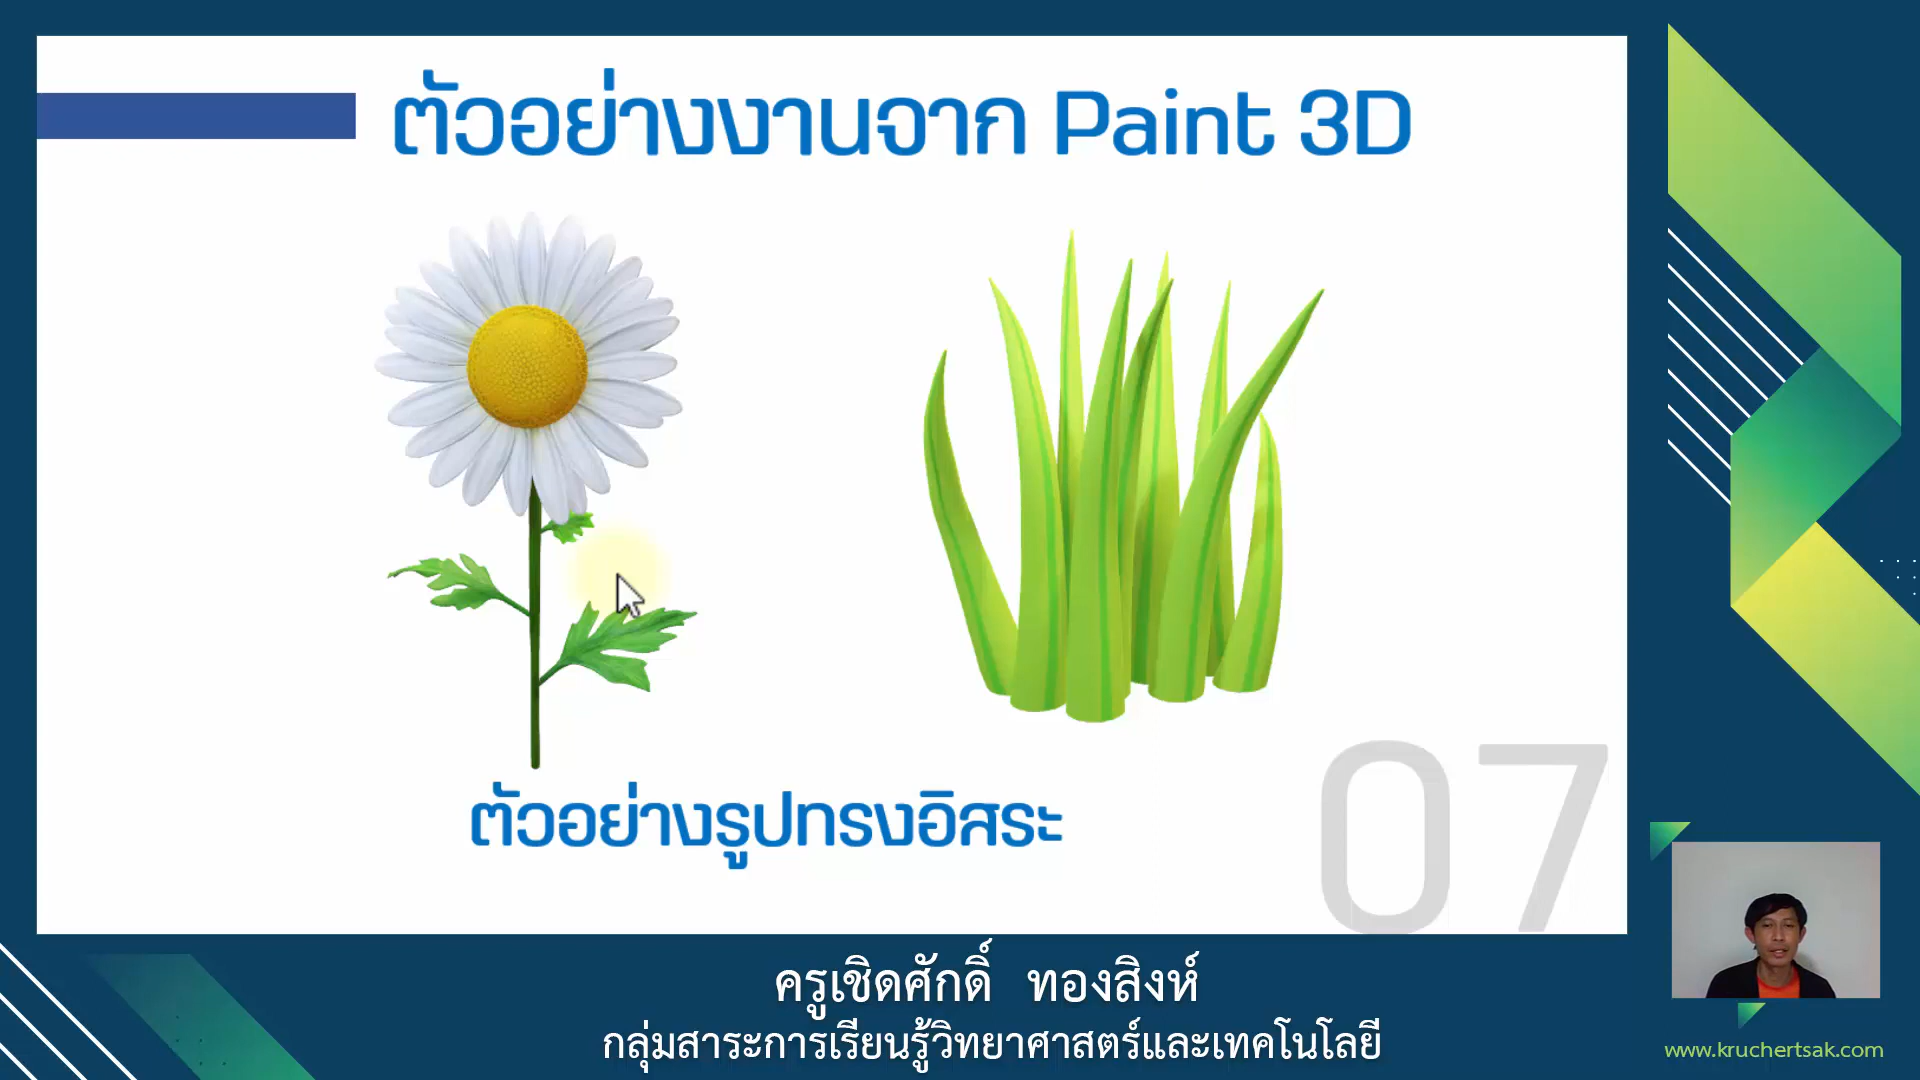 ตัวอย่างงานจาก Paint 3D
ตัวอย่างรูปทรงอิสระ
07
ครูเชิดศักดิ์ ทองสิงห์
กลุ่มสาระการเรียนรู้วิทยาศาสตร์และเทคโนโลยี
www.kruchertsak.com